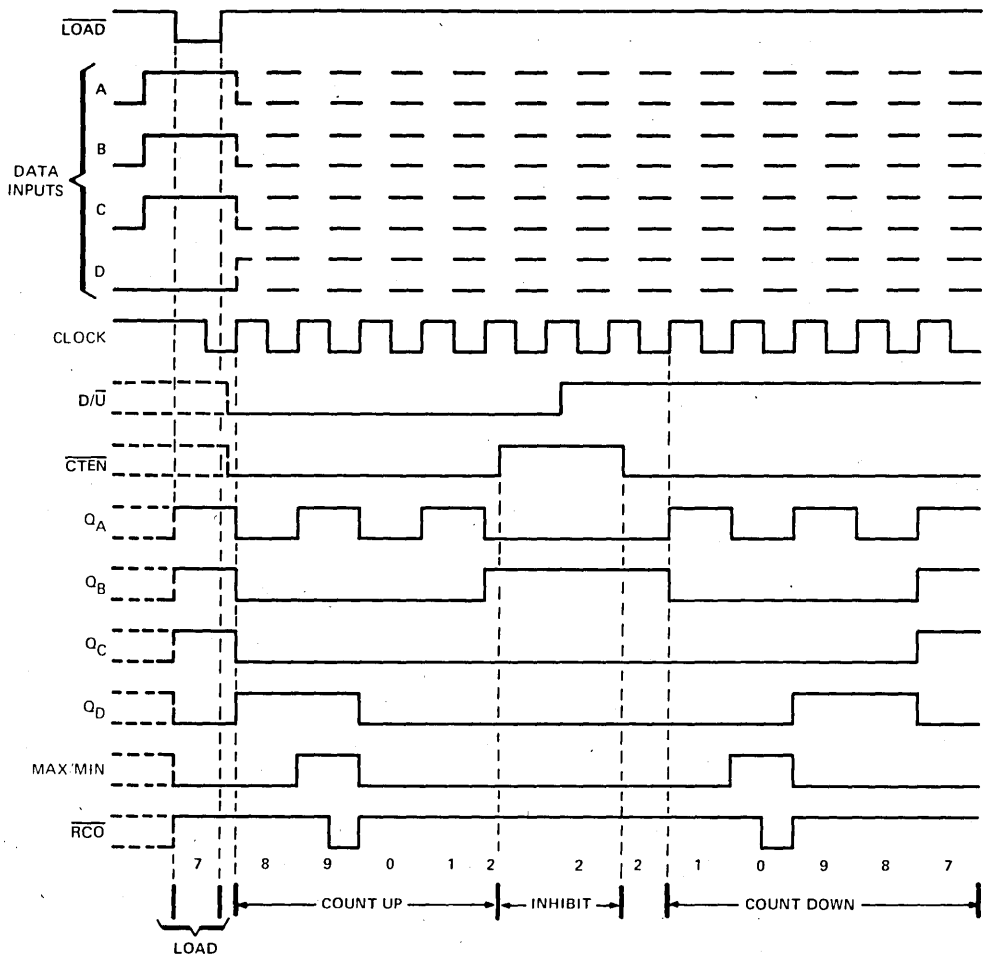 LOAD
A
B
DATA
INPUTS
C
D
CLOCK
D/U
CTEN
QA
QB
QC
QD
MAX/MIN
RCO
7 8 9 0 1 2 2 2 1 0 9 8 7
COUNT UP INHIBIT COUNT DOWN
LOAD